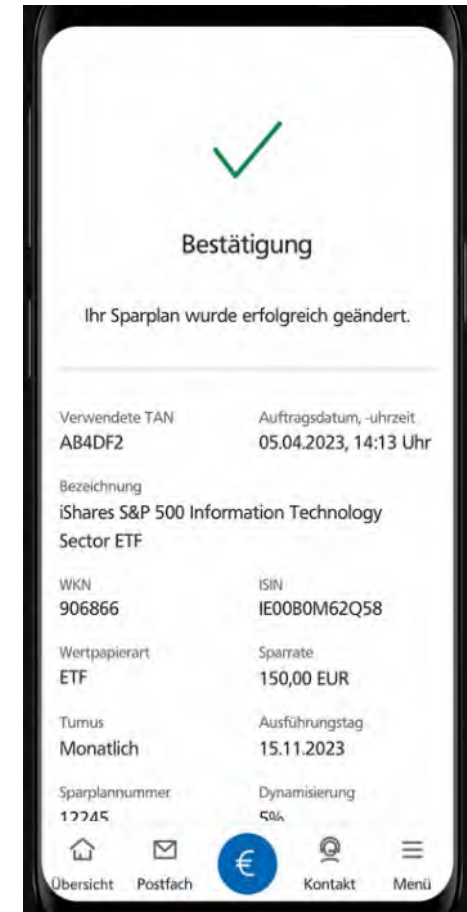 Bestätigung
Ihr Sparplan wurde erfolgreich geändert.
Verwendete TAN
Auftragsdatum, -uhrzeit
AB4DF2
05.04.2023, 14:13 Uhr
Bezeichnung
iShares S&P 500 Information Technology
Sector ETF
WKN
ISIN
906866
IE00B0M62Q58
Wertpapierart
Sparrate
ETF
150,00 EUR
Turnus
Ausführungstag
Monatlich
15.11.2023
Sparplannummer
Dynamisierung
12245
5%
€
Übersicht
Postfach
Kontakt
Menü